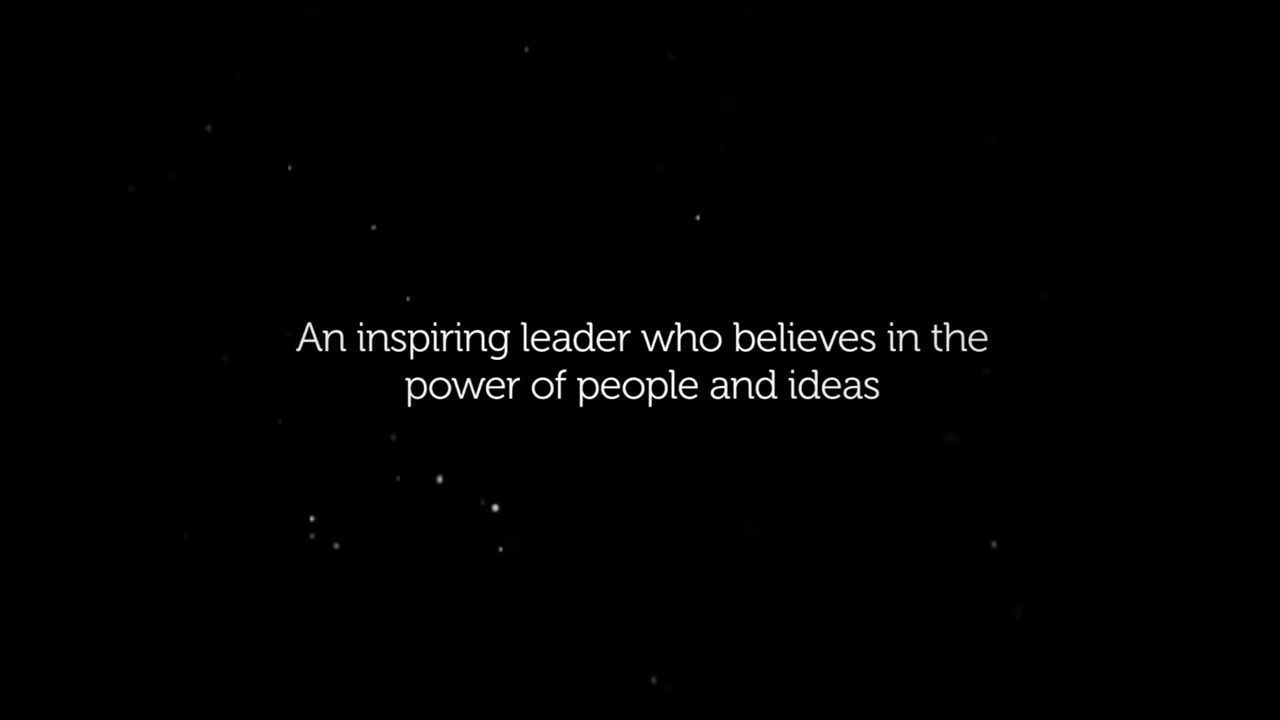 An inspiring leader who believes in the
power of people and ideas